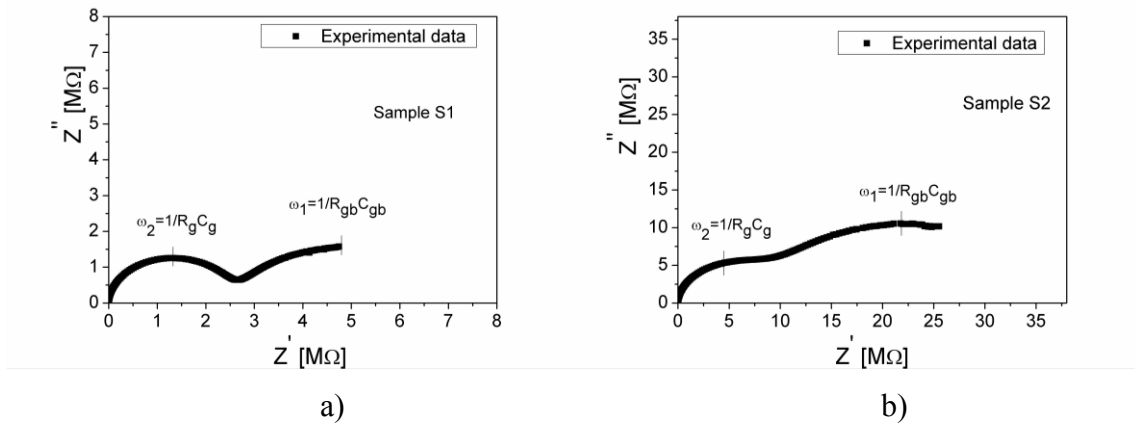 8
7
6
5
4
3
2
1
0
Z'' [MΩ]
Experimental data
Sample S1
ω₂=1/RgCg
ω₁=1/RgbCgb
0 1 2 3 4 5 6 7 8
Z' [MΩ]
a)
35
30
25
20
15
10
5
0
Z'' [MΩ]
Experimental data
Sample S2
ω₁=1/RgbCgb
ω₂=1/RgCg
0 5 10 15 20 25 30 35
Z' [MΩ]
b)